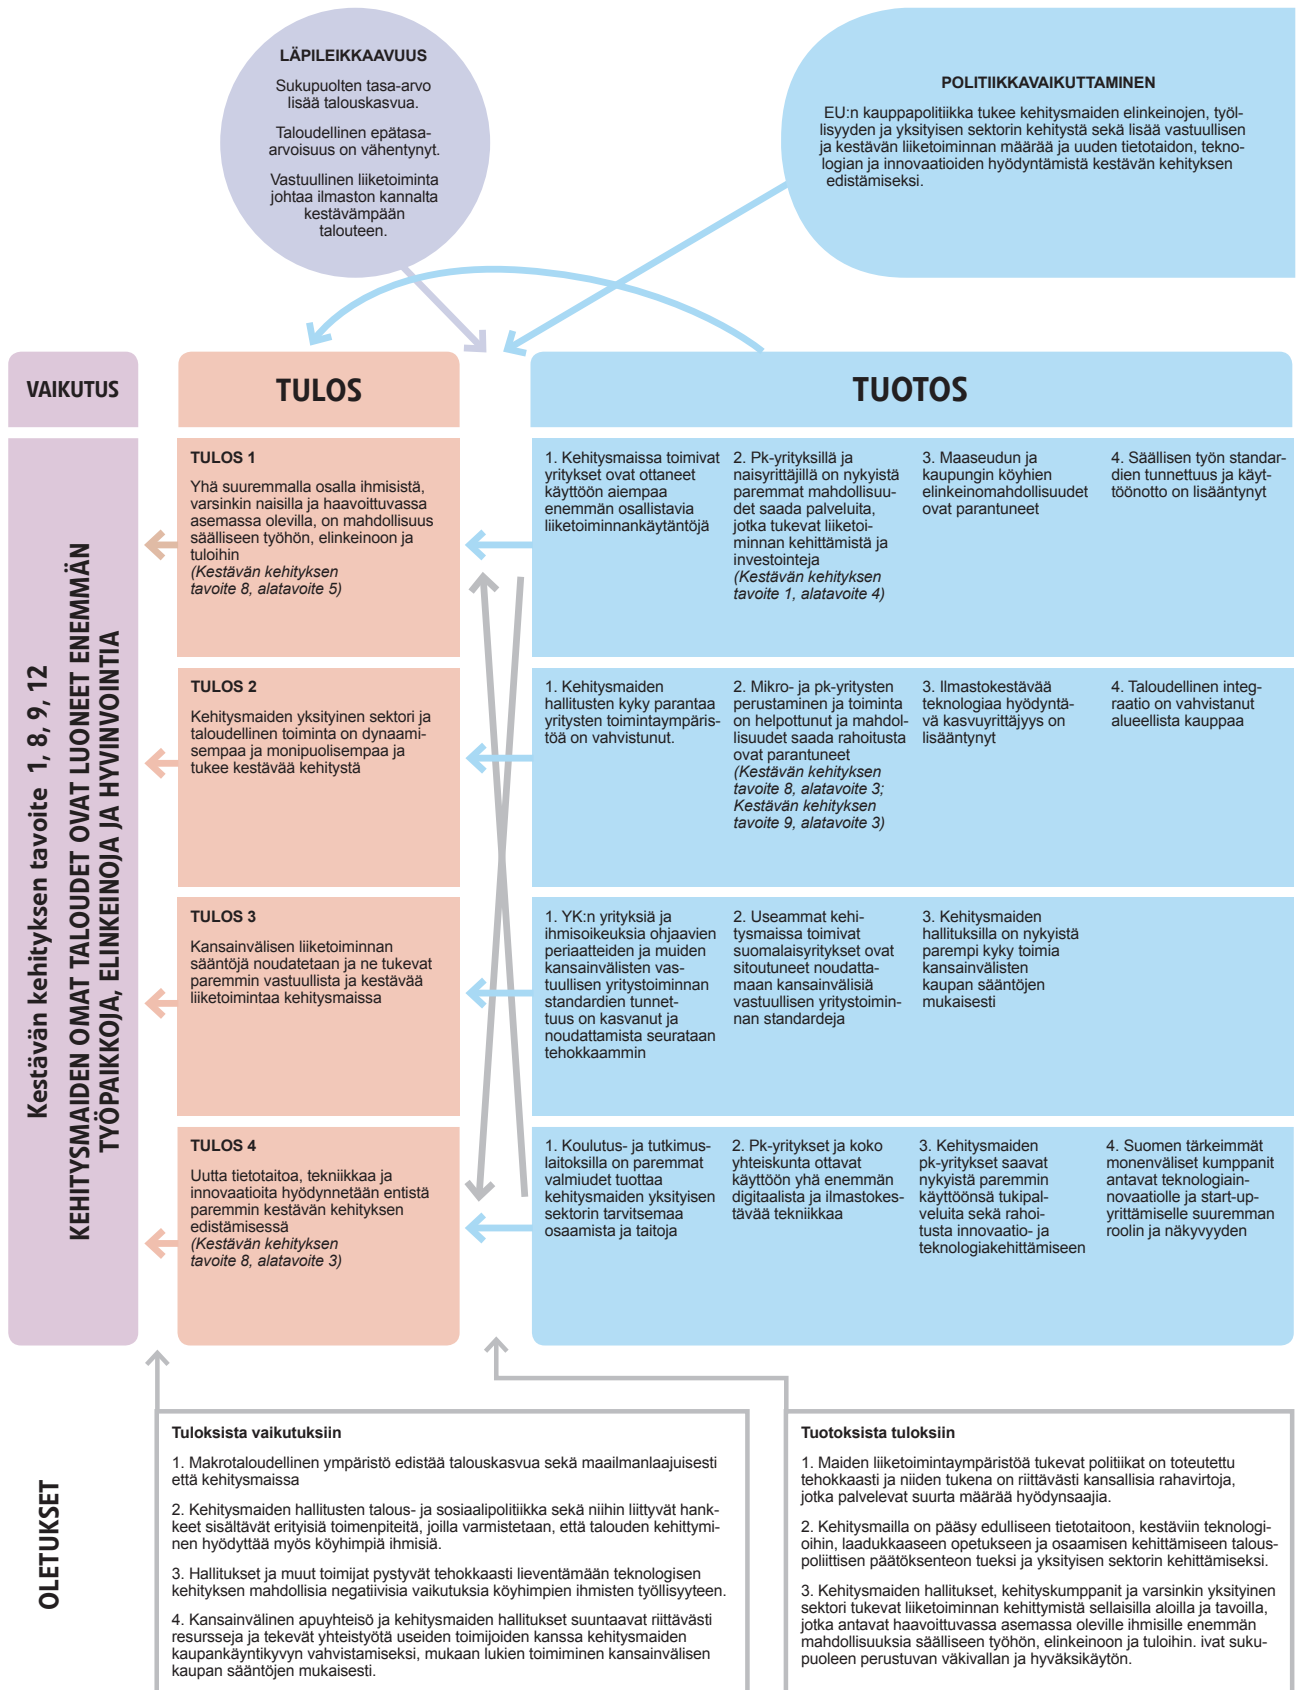 LÄPILEIKKAAVUUS
Sukupuolten tasa-arvo
lisää talouskasvua.
Taloudellinen epätasa-
arvoisuus on vähentynyt.
Vastuullinen liiketoiminta
johtaa ilmaston kannalta
kestävämpään
talouteen.
POLITIIKKAVAIKUTTAMINEN
EU:n kauppapolitiikka tukee kehitysmaiden elinkeinojen, työl-
lisyyden ja yksityisen sektorin kehitystä sekä lisää vastuullisen
ja kestävän liiketoiminnan määrää ja uuden tietotaidon, tekno-
logian ja innovaatioiden hyödyntämistä kestävän kehityksen
edistämiseksi.
VAIKUTUS
TULOS
TUOTOS
Kestävän kehityksen tavoite 1, 8, 9, 12
KEHITYSMAIDEN OMAT TALOUDET OVAT LUONEET ENEMMÄN
TYÖPAIKKOJA, ELINKEINOJA JA HYVINVOINTIA
TULOS 1
Yhä suuremmalla osalla ihmisistä,
varsinkin naisilla ja haavoittuvassa
asemassa olevilla, on mahdollisuus
säälliseen työhön, elinkeinoon ja
tuloihin
(Kestävän kehityksen
tavoite 8, alatavoite 5)
1. Kehitysmaissa toimivat
yritykset ovat ottaneet
käyttöön aiempaa
enemmän osallistavia
liiketoiminnankäytäntöjä
2. Pk-yrityksillä ja
naisyrittäjillä on nykyistä
paremmat mahdollisuu-
det saada palveluita,
jotka tukevat liiketoi-
minnan kehittämistä ja
investointeja
(Kestävän kehityksen
tavoite 1, alatavoite 4)
3. Maaseudun ja
kaupungin köyhien
elinkeinomahdollisuudet
ovat parantuneet
4. Säällisen työn standar-
dien tunnettuus ja käyt-
töönotto on lisääntynyt
TULOS 2
Kehitysmaiden yksityinen sektori ja
taloudellinen toiminta on dynaami-
sempaa ja monipuolisempaa ja
tukee kestävää kehitystä
1. Kehitysmaiden
hallitusten kyky parantaa
yritysten toimintaympäris-
töä on vahvistunut.
2. Mikro- ja pk-yritysten
perustaminen ja toiminta
on helpottunut ja mahdol-
lisuudet saada rahoitusta
ovat parantuneet
(Kestävän kehityksen
tavoite 8, alatavoite 3;
Kestävän kehityksen
tavoite 9, alatavoite 3)
3. Ilmastokestävää
teknologiaa hyödyntä-
vä kasvuyrittäjyys on
lisääntynyt
4. Taloudellinen integ-
raatio on vahvistanut
alueellista kauppaa
TULOS 3
Kansainvälisen liiketoiminnan
sääntöjä noudatetaan ja ne tukevat
paremmin vastuullista ja kestävää
liiketoimintaa kehitysmaissa
1. YK:n yrityksiä ja
ihmisoikeuksia ohjaavien
periaatteiden ja muiden
kansainvälisten vas-
tuullisen yritystoiminnan
standardien tunnet-
tuus on kasvanut ja
noudattamista seurataan
tehokkaammin
2. Useammat kehi-
tysmaissa toimivat
suomalaisyritykset ovat
sitoutuneet noudatta-
maan kansainvälisiä
vastuullisen yritystoimin-
nan standardeja
3. Kehitysmaiden
hallituksilla on nykyistä
parempi kyky toimia
kansainvälisten
kaupan sääntöjen
mukaisesti
TULOS 4
Uutta tietotaitoa, tekniikkaa ja
innovaatioita hyödynnetään entistä
paremmin kestävän kehityksen
edistämisessä
(Kestävän kehityksen
tavoite 8, alatavoite 3)
1. Koulutus- ja tutkimus-
laitoksilla on paremmat
valmiudet tuottaa
kehitysmaiden yksityisen
sektorin tarvitsemaa
osaamista ja taitoja
2. Pk-yritykset ja koko
yhteiskunta ottavat
käyttöön yhä enemmän
digitaalista ja ilmastokes-
tävää tekniikkaa
3. Kehitysmaiden
pk-yritykset saavat
nykyistä paremmin
käyttöönsä tukipal-
veluita sekä rahoi-
tusta innovaatio- ja
teknologiakehittämiseen
4. Suomen tärkeimmät
monenväliset kumppanit
antavat teknologiain-
novaatiolle ja start-up-
yrittämiselle suuremman
roolin ja näkyvyyden
OLETUKSET
Tuloksista vaikutuksiin
1. Makrotaloudellinen ympäristö edistää talouskasvua sekä maailmanlaajuisesti
että kehitysmaissa
2. Kehitysmaiden hallitusten talous- ja sosiaalipolitiikka sekä niihin liittyvät hank-
keet sisältävät erityisiä toimenpiteitä, joilla varmistetaan, että talouden kehittymi-
nen hyödyttää myös köyhimpiä ihmisiä.
3. Hallitukset ja muut toimijat pystyvät tehokkaasti lieventämään teknologisen
kehityksen mahdollisia negatiivisia vaikutuksia köyhimpien ihmisten työllisyyteen.
4. Kansainvälinen apuyhteisö ja kehitysmaiden hallitukset suuntaavat riittävästi
resursseja ja tekevät yhteistyötä useiden toimijoiden kanssa kehitysmaiden
kaupankäyntikyvyn vahvistamiseksi, mukaan lukien toimiminen kansainvälisen
kaupan sääntöjen mukaisesti.
Tuotoksista tuloksiin
1. Maiden liiketoimintaympäristöä tukevat politiikat on toteutettu
tehokkaasti ja niiden tukena on riittävästi kansallisia rahavirtoja,
jotka palvelevat suurta määrää hyödynsaajia.
2. Kehitysmailla on pääsy edulliseen tietotaitoon, kestäviin teknologi-
oihin, laadukkaaseen opetukseen ja osaamisen kehittämiseen talous-
poliittisen päätöksenteon tueksi ja yksityisen sektorin kehittämiseksi.
3. Kehitysmaiden hallitukset, kehityskumppanit ja varsinkin yksityinen
sektori tukevat liiketoiminnan kehittymistä sellaisilla aloilla ja tavoilla,
jotka antavat haavoittuvassa asemassa oleville ihmisille enemmän
mahdollisuuksia säälliseen työhön, elinkeinoon ja tuloihin. ivat suku-
puoleen perustuvan väkivallan ja hyväksikäytön.